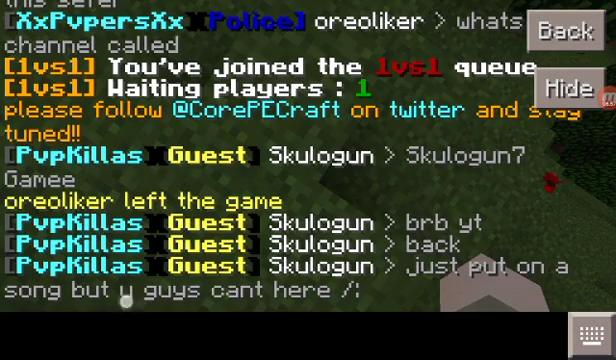 this sefer
[XxPvpersXx Police] oreoliker > whats
channel called
[1vs1] You've joined the 1vs1 queue
[1vs1] Waiting players : 1
please follow @CorePECraft on twitter and stay
tuned!!
[PvpKillas Guest] Skulogun > Skulogun7
Gamee
oreoliker left the game
[PvpKillas Guest] Skulogun > brb yt
[PvpKillas Guest] Skulogun > back
[PvpKillas Guest] Skulogun > just put on a
song but y guys cant here /:
Back
Hide